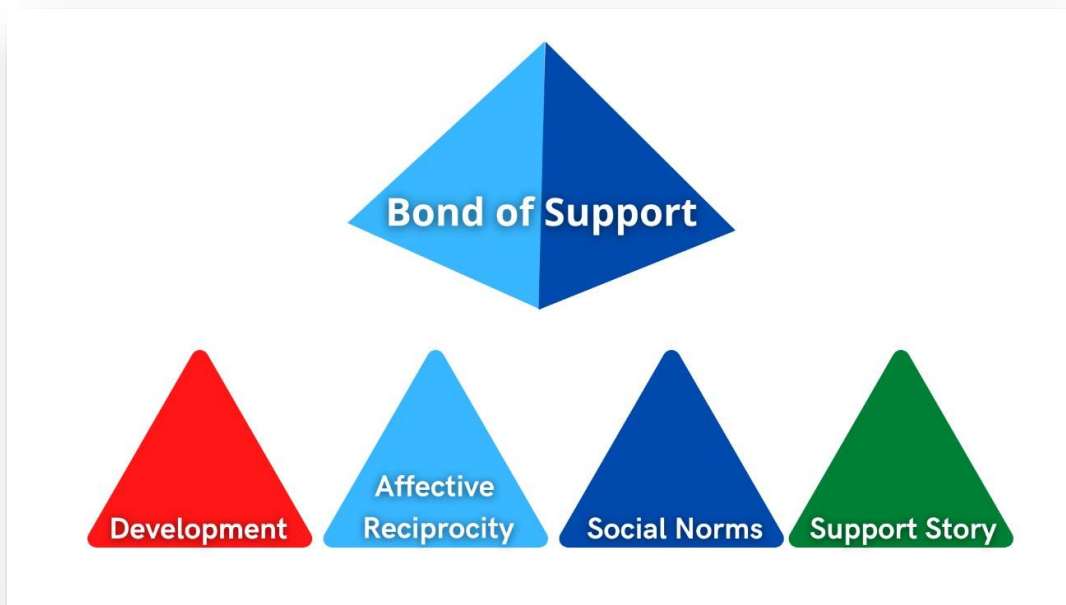 Bond of Support
Development
Affective
Reciprocity
Social Norms
Support Story